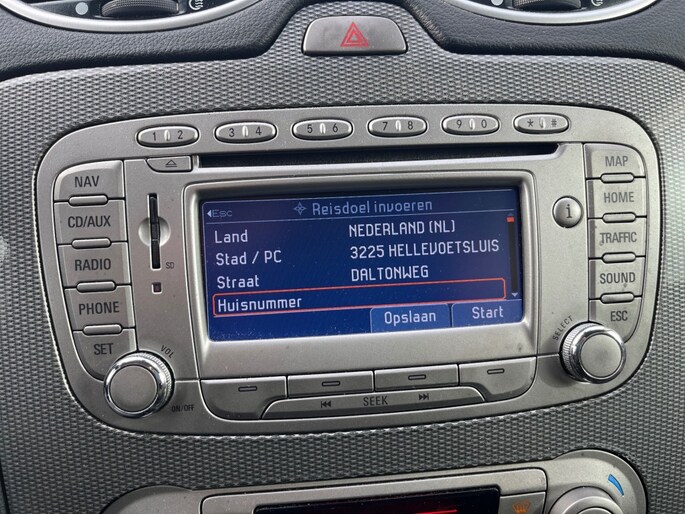 1 2
3 4
5 6
7 8
9 0
* #
NAV
CD/AUX
RADIO
PHONE
SET
SD
Esc
Reisdoel invoeren
Land NEDERLAND (NL)
Stad / PC 3225 HELLEVOETSLUIS
Straat DALTONWEG
Huisnummer
Opslaan Start
i
MAP
HOME
TRAFFIC
SOUND
ESC
VOL
ON/OFF
SEEK
SELECT